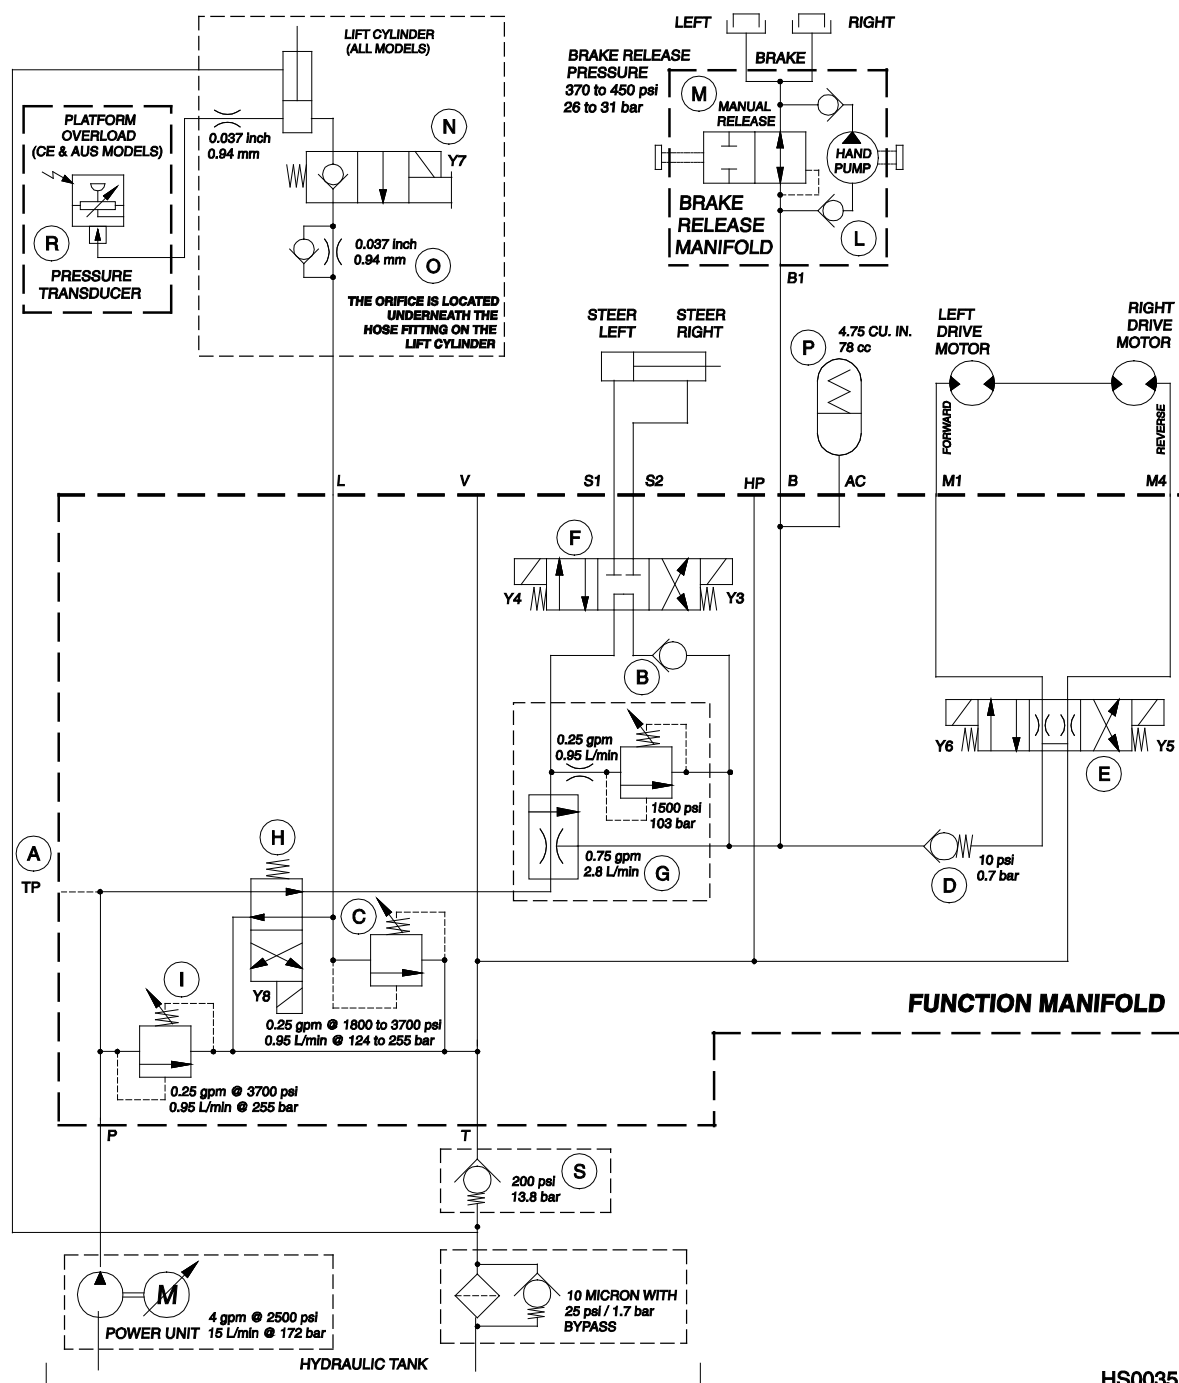 LEFT
RIGHT
BRAKE
LIFT CYLINDER
(ALL MODELS)
BRAKE RELEASE
PRESSURE
370 to 450 psi
26 to 31 bar
M
MANUAL
RELEASE
HAND
PUMP
BRAKE
RELEASE
MANIFOLD
L
B1
PLATFORM
OVERLOAD
(CE & AUS MODELS)
R
PRESSURE
TRANSDUCER
0.037 inch
0.94 mm
N
Y7
0.037 inch
0.94 mm
O
THE ORIFICE IS LOCATED
UNDERNEATH THE
HOSE FITTING ON THE
LIFT CYLINDER
STEER
LEFT
STEER
RIGHT
P
4.75 CU. IN.
78 cc
LEFT
DRIVE
MOTOR
RIGHT
DRIVE
MOTOR
FORWARD
REVERSE
L
V
S1
S2
HP
B
AC
M1
M4
F
Y4
Y3
B
Y6
Y5
E
0.25 gpm
0.95 L/min
1500 psi
103 bar
0.75 gpm
2.8 L/min
G
10 psi
0.7 bar
D
A
TP
H
C
I
Y8
0.25 gpm @ 1800 to 3700 psi
0.95 L/min @ 124 to 255 bar
0.25 gpm @ 3700 psi
0.95 L/min @ 255 bar
FUNCTION MANIFOLD
P
T
200 psi
13.8 bar
S
M
POWER UNIT
4 gpm @ 2500 psi
15 L/min @ 172 bar
10 MICRON WITH
25 psi / 1.7 bar
BYPASS
HYDRAULIC TANK
HS0035